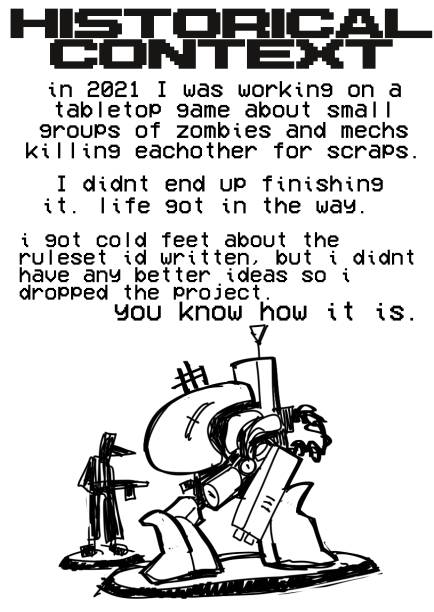 HISTORICAL
CONTEXT
in 2021 I was working on a
tabletop game about small
groups of zombies and mechs
killing eachother for scraps.
I didnt end up finishing
it. life got in the way.
i got cold feet about the
ruleset id written, but i didnt
have any better ideas so i
dropped the project.
you know how it is.